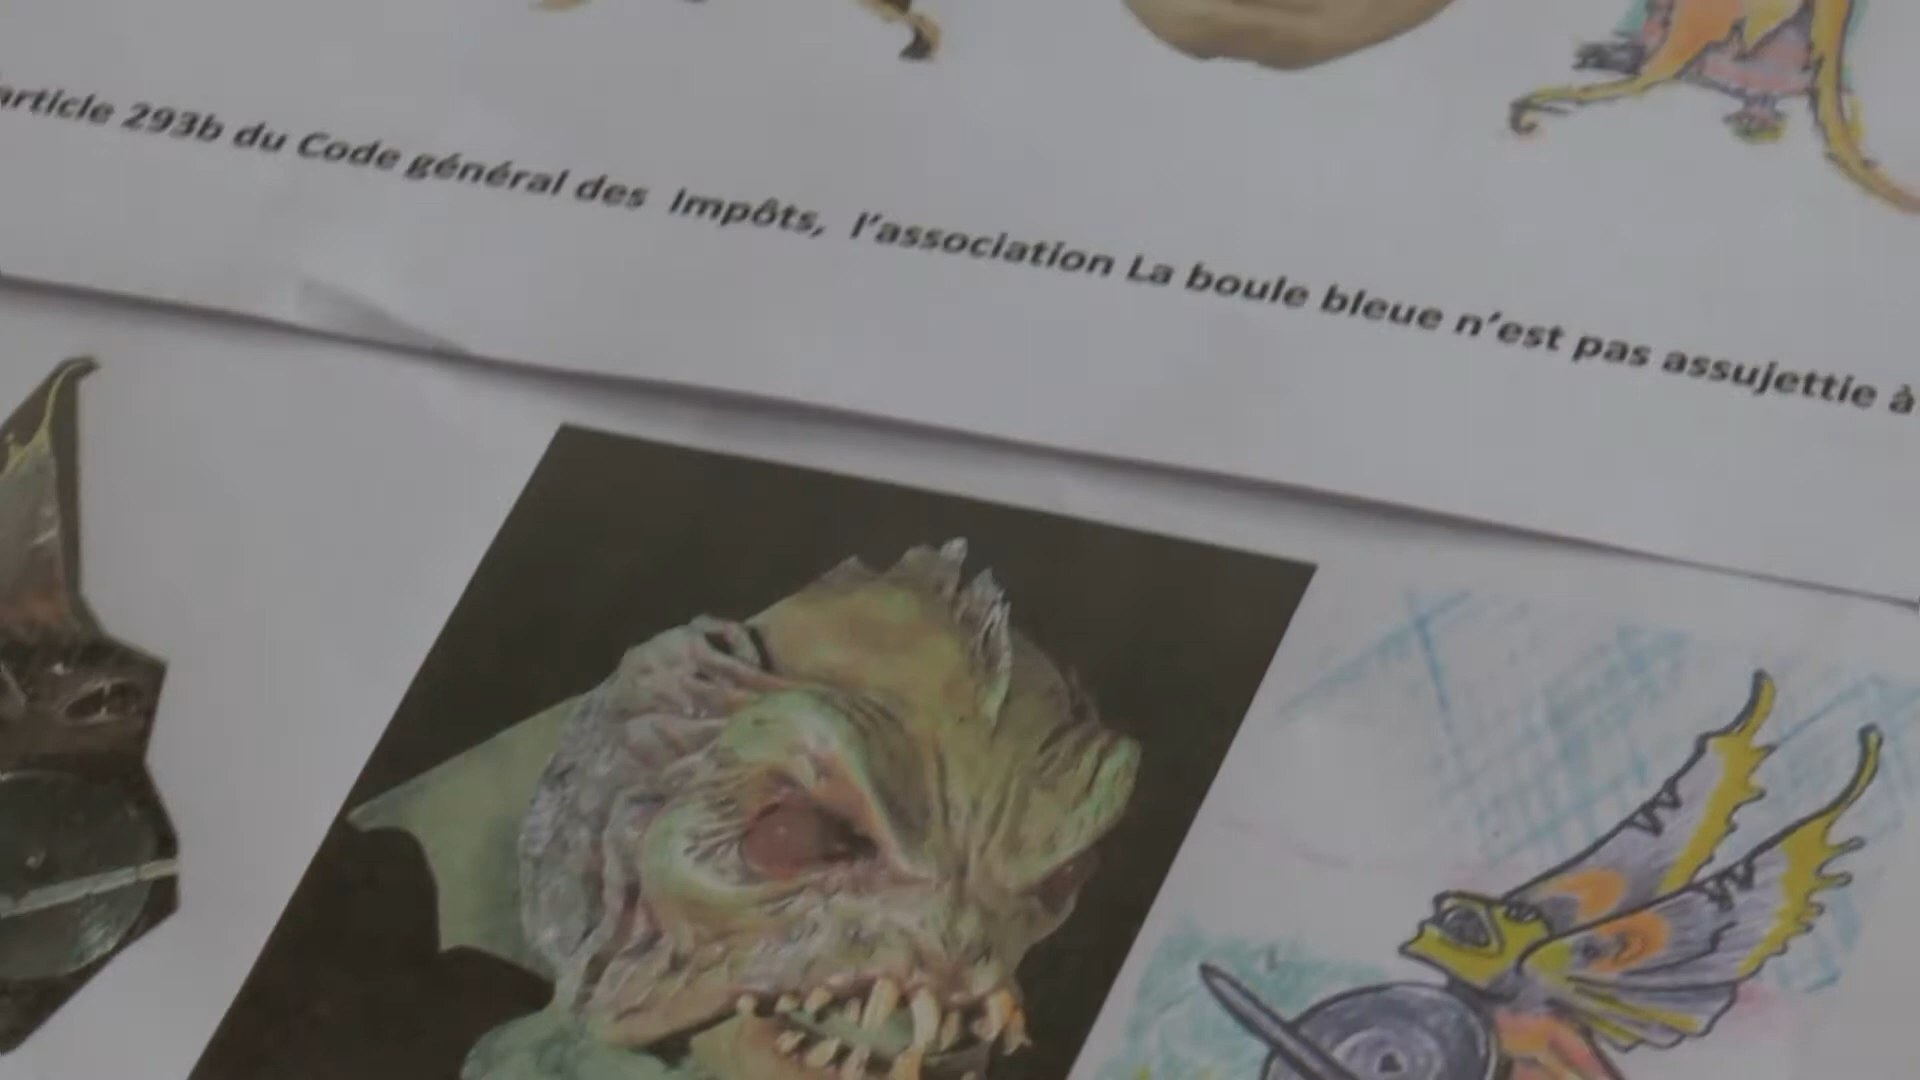 article 293b du Code général des Impôts, l'association La boule bleue n'est pas assujettie à